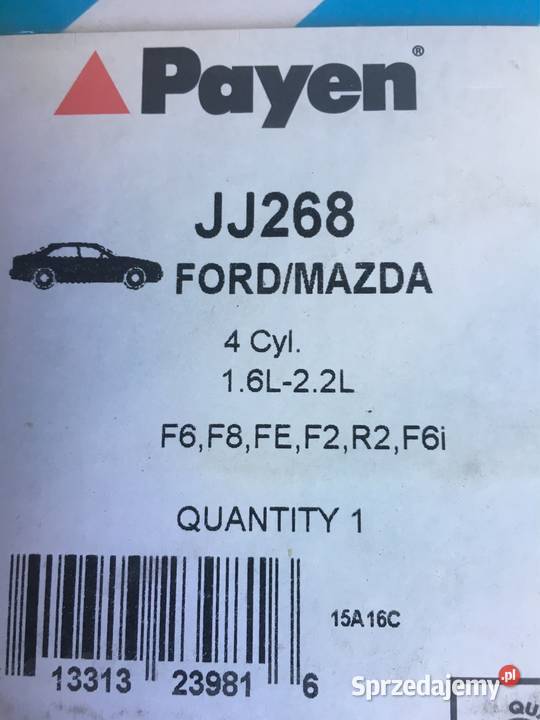 Payen®
JJ268
FORD/MAZDA
4 Cyl.
1.6L-2.2L
F6,F8,FE,F2,R2,F6i
QUANTITY 1
15A16C
13313 23981 6
Sprzedajemy.pl